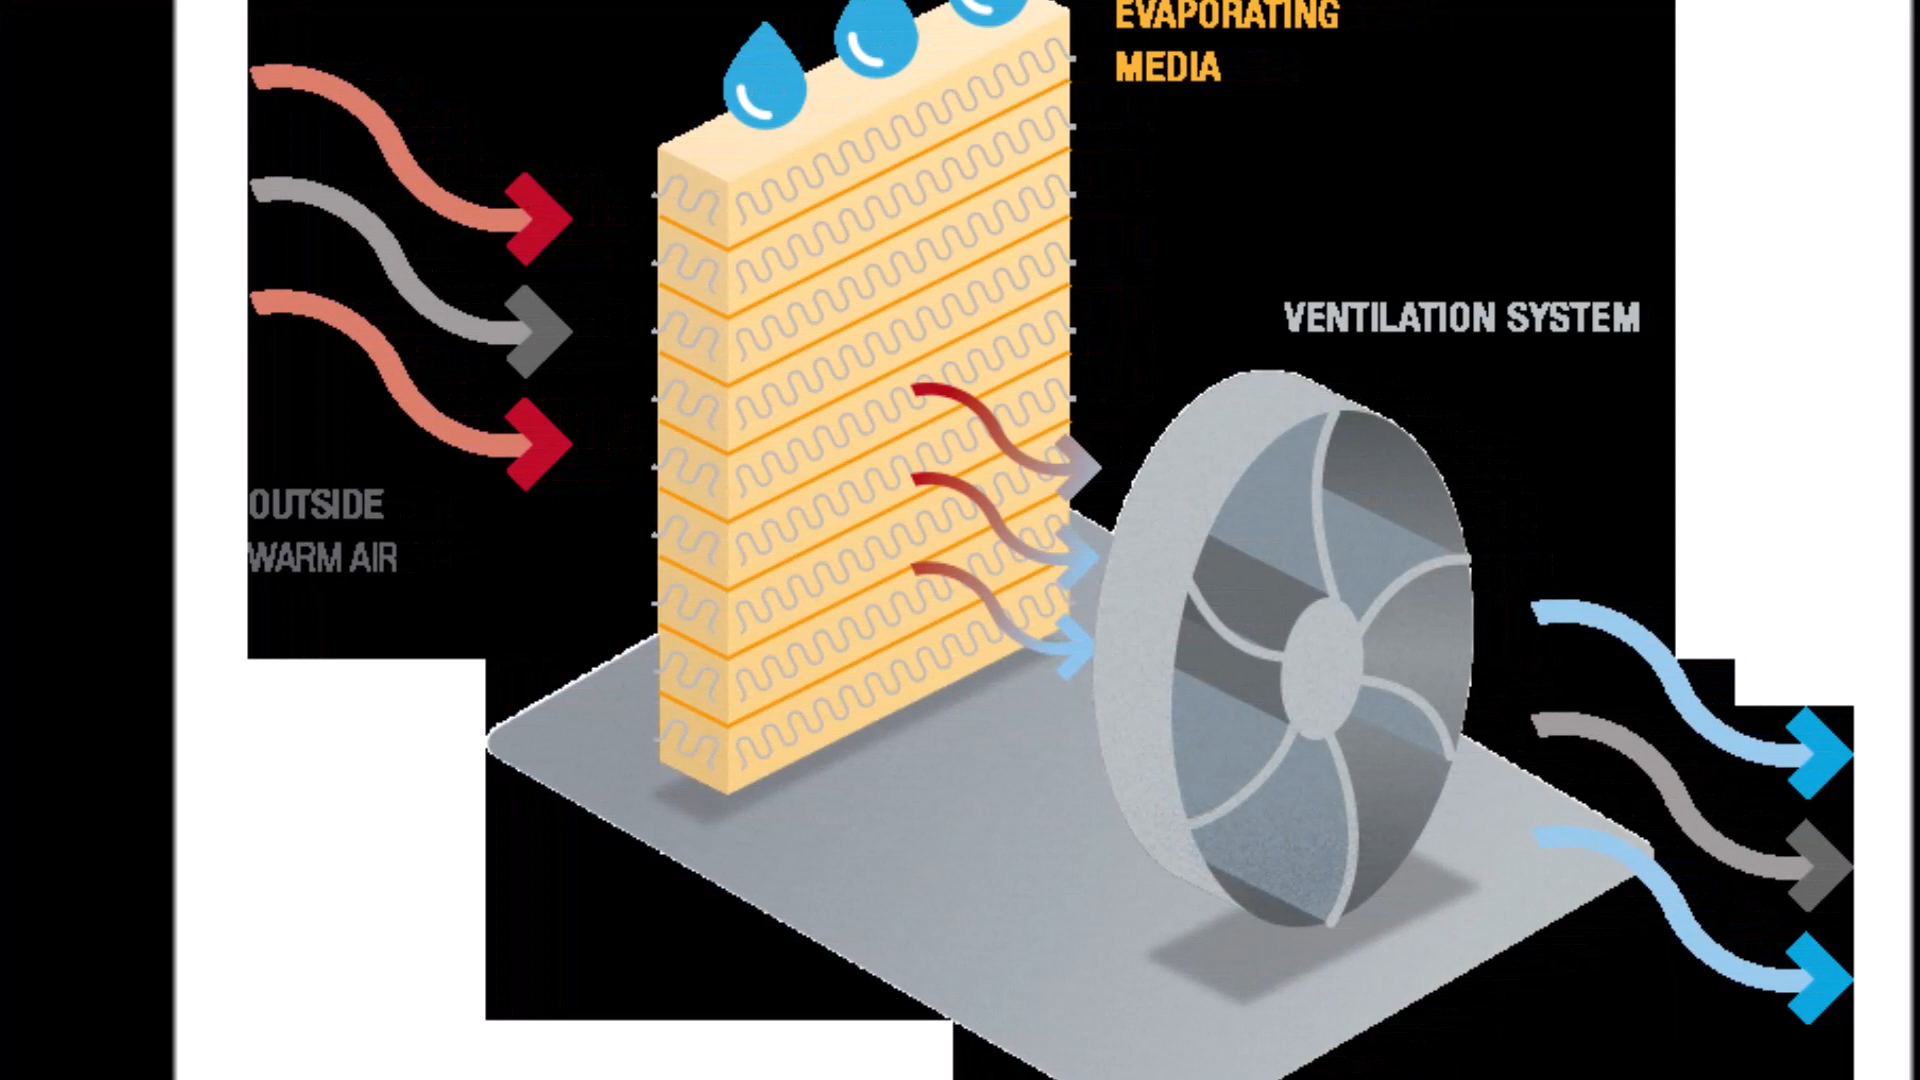 EVAPORATING
MEDIA
VENTILATION SYSTEM
OUTSIDE
WARM AIR